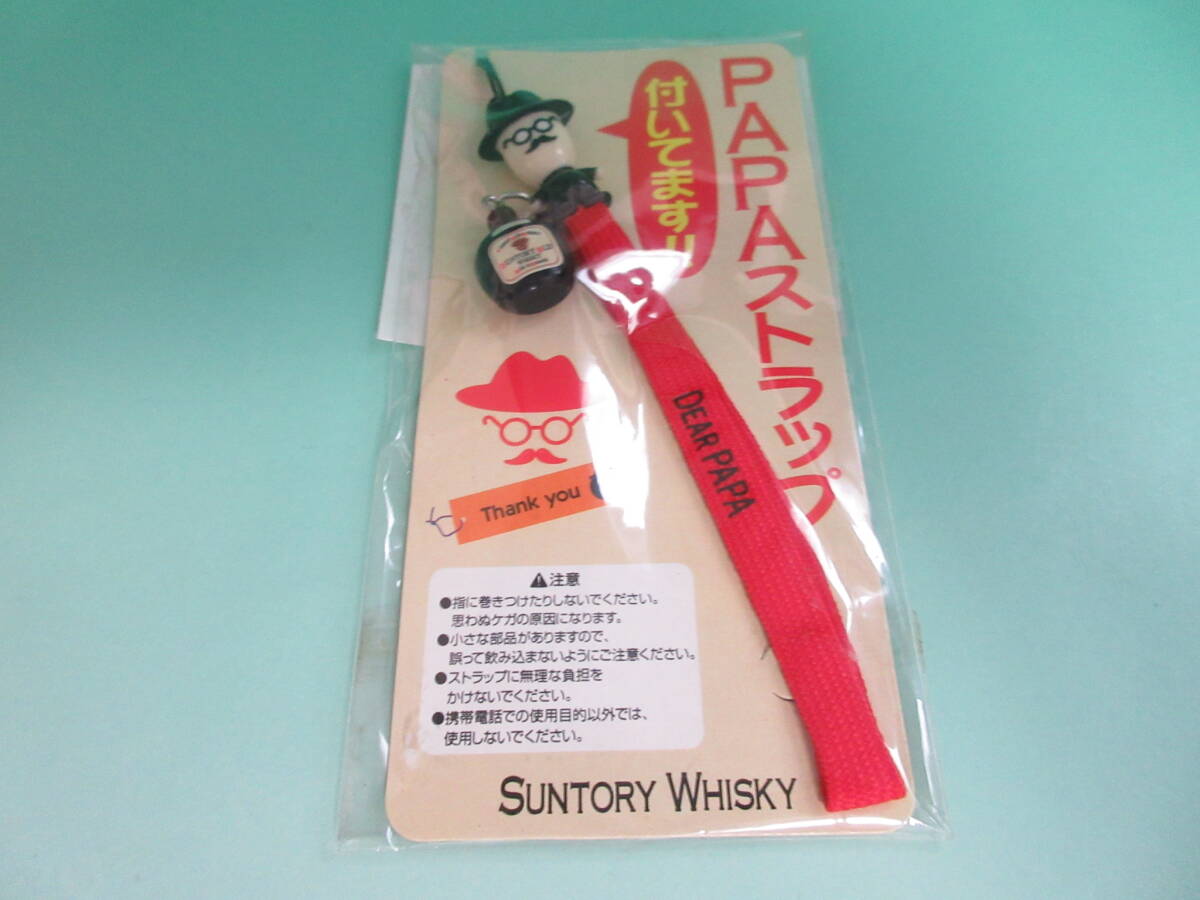 PAPAストラップ
付いてます!!
SUNTORY OLD
WHISKY
DEAR PAPA
Thank you
注意
●指に巻きつけたりしないでください。
思わぬケガの原因になります。
●小さな部品がありますので、
誤って飲み込まないようにご注意ください。
●ストラップに無理な負担を
かけないでください。
●携帯電話での使用目的以外では、
使用しないでください。
SUNTORY WHISKY